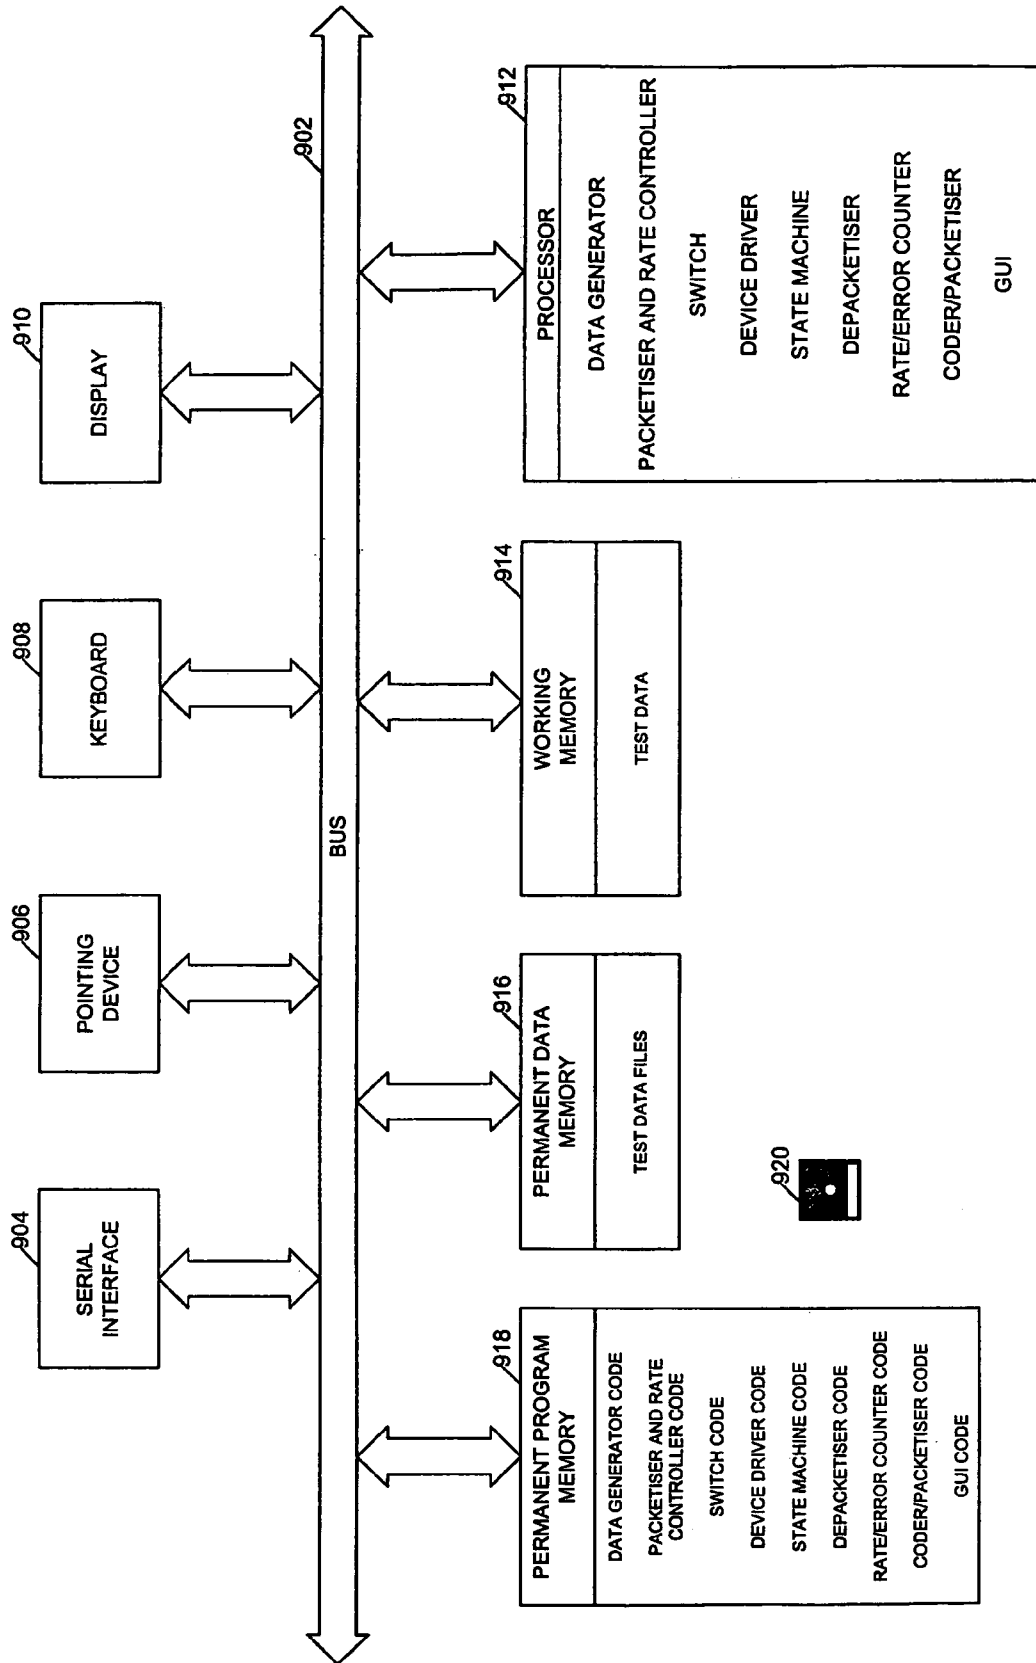 904
SERIAL
INTERFACE
906
POINTING
DEVICE
908
KEYBOARD
910
DISPLAY
BUS
902
918
PERMANENT PROGRAM
MEMORY
DATA GENERATOR CODE
PACKETISER AND RATE
CONTROLLER CODE
SWITCH CODE
DEVICE DRIVER CODE
STATE MACHINE CODE
DEPACKETISER CODE
RATE/ERROR COUNTER CODE
CODER/PACKETISER CODE
GUI CODE
916
PERMANENT DATA
MEMORY
TEST DATA FILES
920
914
WORKING
MEMORY
TEST DATA
912
PROCESSOR
DATA GENERATOR
PACKETISER AND RATE CONTROLLER
SWITCH
DEVICE DRIVER
STATE MACHINE
DEPACKETISER
RATE/ERROR COUNTER
CODER/PACKETISER
GUI